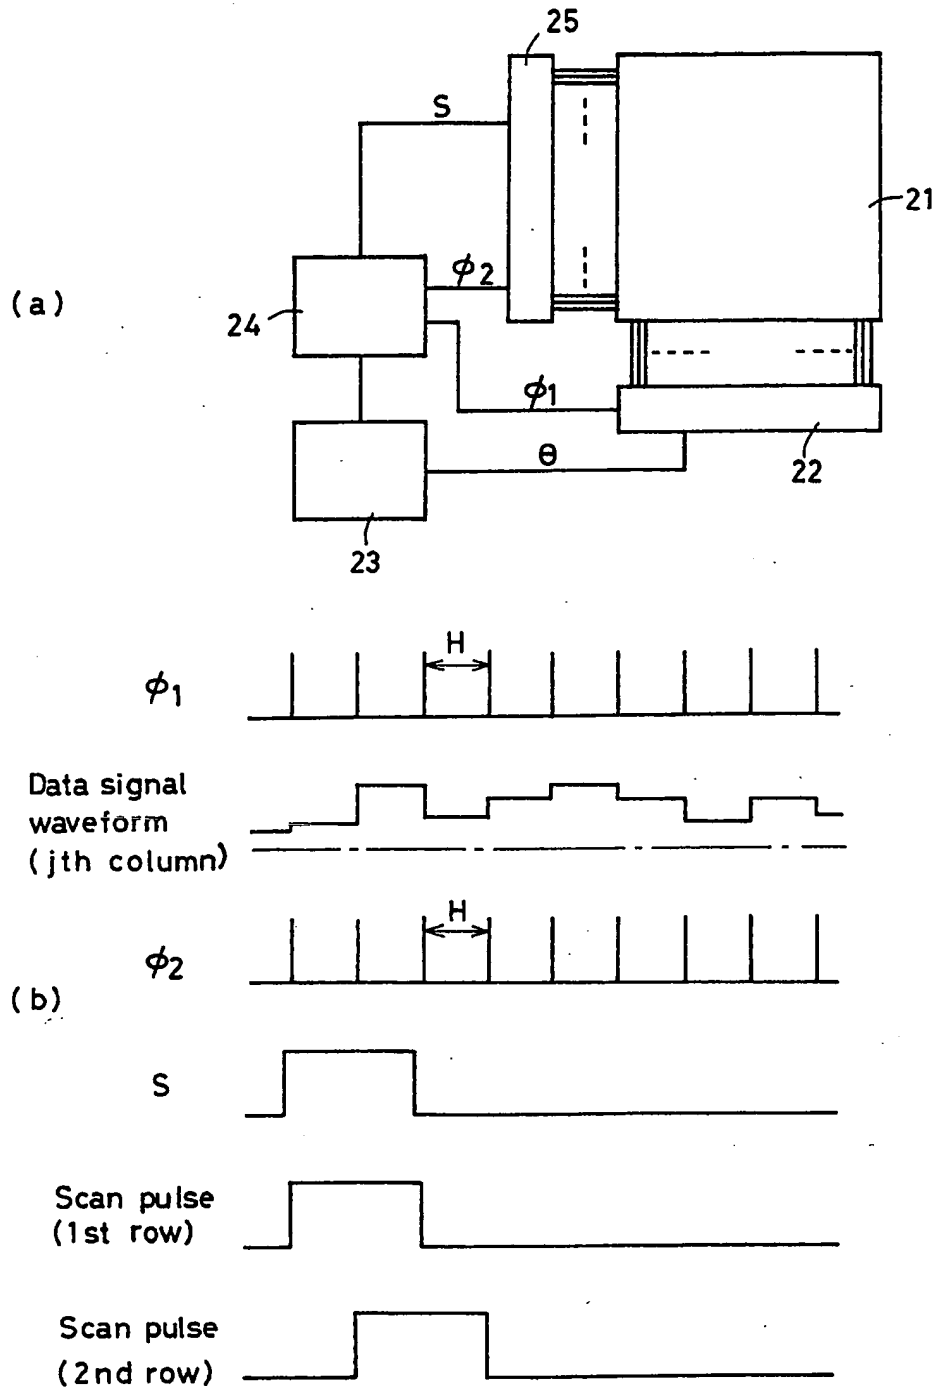 25
S
21
ϕ2
(a)
24
ϕ1
θ
22
23
H
ϕ1
Data signal
waveform
(jth column)
H
ϕ2
(b)
S
Scan pulse
(1st row)
Scan pulse
(2nd row)